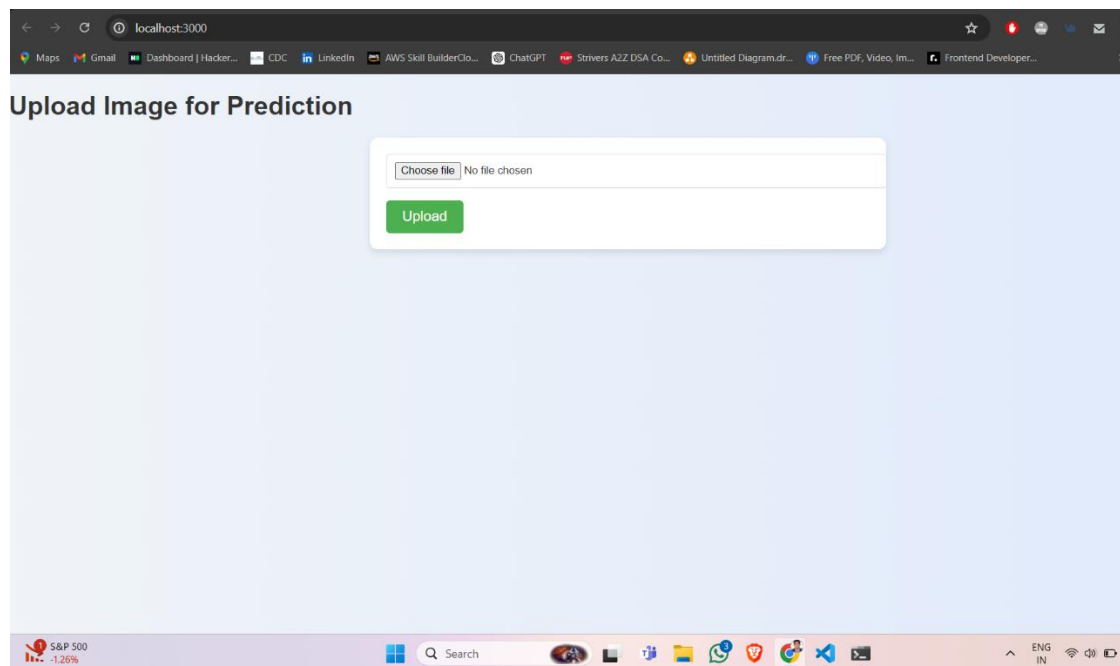 localhost:3000
Maps Gmail Dashboard | Hacker... CDC LinkedIn AWS Skill BuilderClo... ChatGPT Strivers A2Z DSA Co... Untitled Diagram.dr... Free PDF, Video, Im... Frontend Developer...
Upload Image for Prediction
Choose file No file chosen
Upload
1 S&P 500
-1.26%
Search
3
ENG
IN